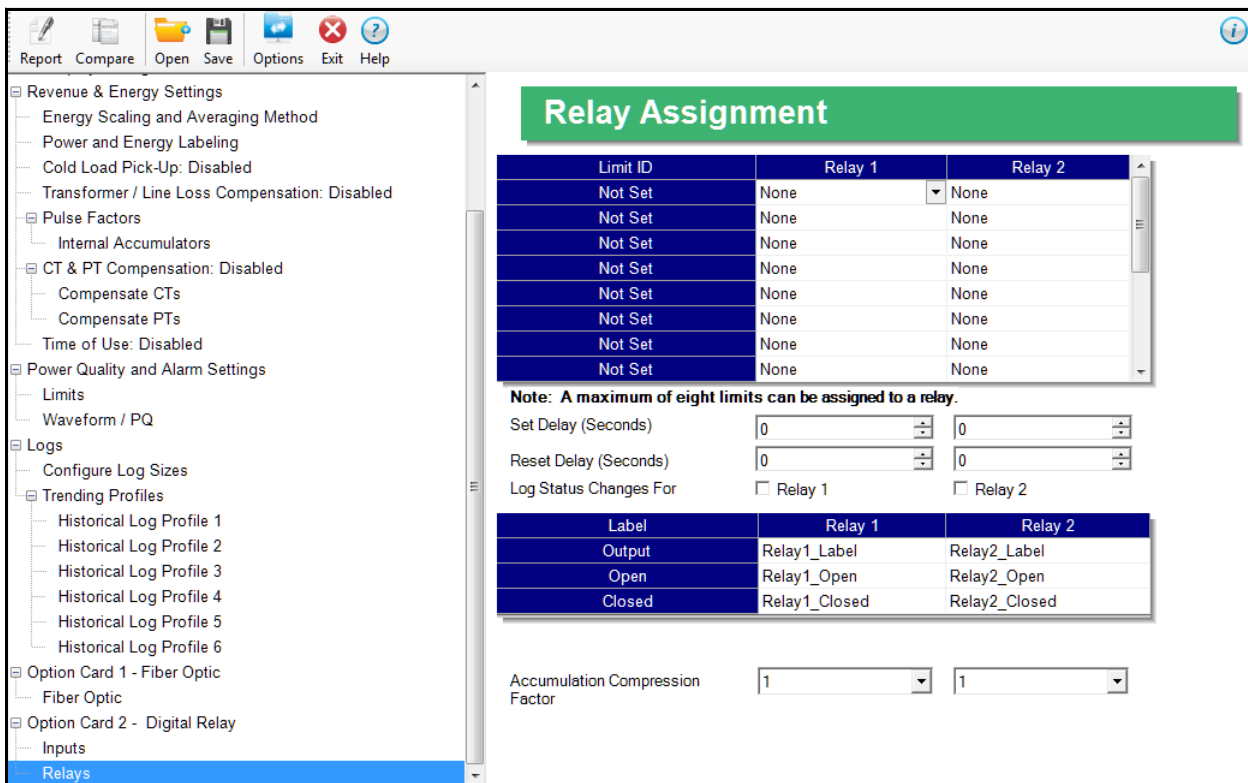 Report Compare Open Save Options Exit Help
Revenue & Energy Settings
Energy Scaling and Averaging Method
Power and Energy Labeling
Cold Load Pick-Up: Disabled
Transformer / Line Loss Compensation: Disabled
Pulse Factors
Internal Accumulators
CT & PT Compensation: Disabled
Compensate CTs
Compensate PTs
Time of Use: Disabled
Power Quality and Alarm Settings
Limits
Waveform / PQ
Logs
Configure Log Sizes
Trending Profiles
Historical Log Profile 1
Historical Log Profile 2
Historical Log Profile 3
Historical Log Profile 4
Historical Log Profile 5
Historical Log Profile 6
Option Card 1 - Fiber Optic
Fiber Optic
Option Card 2 - Digital Relay
Inputs
Relays
Relay Assignment
Limit ID Relay 1 Relay 2
Not Set None None
Not Set None None
Not Set None None
Not Set None None
Not Set None None
Not Set None None
Not Set None None
Not Set None None
Note: A maximum of eight limits can be assigned to a relay.
Set Delay (Seconds) 0 0
Reset Delay (Seconds) 0 0
Log Status Changes For Relay 1 Relay 2
Label Relay 1 Relay 2
Output Relay1_Label Relay2_Label
Open Relay1_Open Relay2_Open
Closed Relay1_Closed Relay2_Closed
Accumulation Compression 1 1
Factor